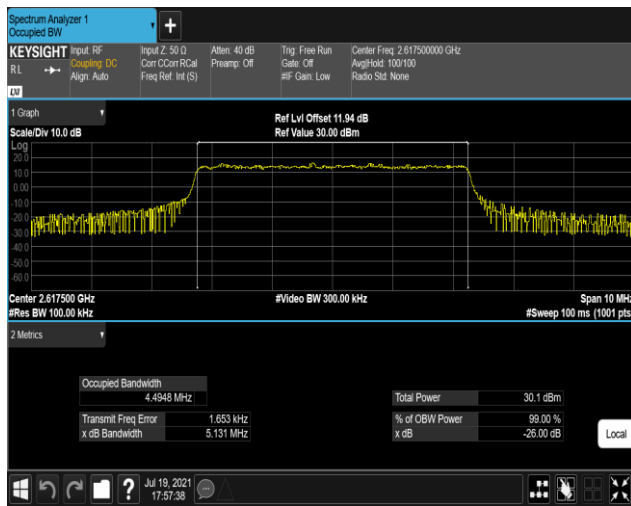 Spectrum Analyzer 1
Occupied BW
KEYSIGHT Input: RF Input Z: 50 Ω Atten: 40 dB Trig: Free Run Center Freq: 2.617500000 GHz
RL Coupling: DC Corr CCorr RCal Preamp: Off Gate: Off Avg|Hold: 100/100
Align: Auto Freq Ref: Int (S) #IF Gain: Low Radio Std: None
LXI
1 Graph Ref Lvl Offset 11.94 dB
Scale/Div 10.0 dB Ref Value 30.00 dBm
Log
20.0
10.0
0.00
-10.0
-20.0
-30.0
-40.0
-50.0
-60.0
Center 2.617500 GHz #Video BW 300.00 kHz Span 10 MHz
#Res BW 100.00 kHz #Sweep 100 ms (1001 pts
2 Metrics
Occupied Bandwidth
4.4948 MHz Total Power 30.1 dBm
Transmit Freq Error 1.653 kHz % of OBW Power 99.00 %
x dB Bandwidth 5.131 MHz x dB -26.00 dB
Local
? Jul 19, 2021
17:57:38